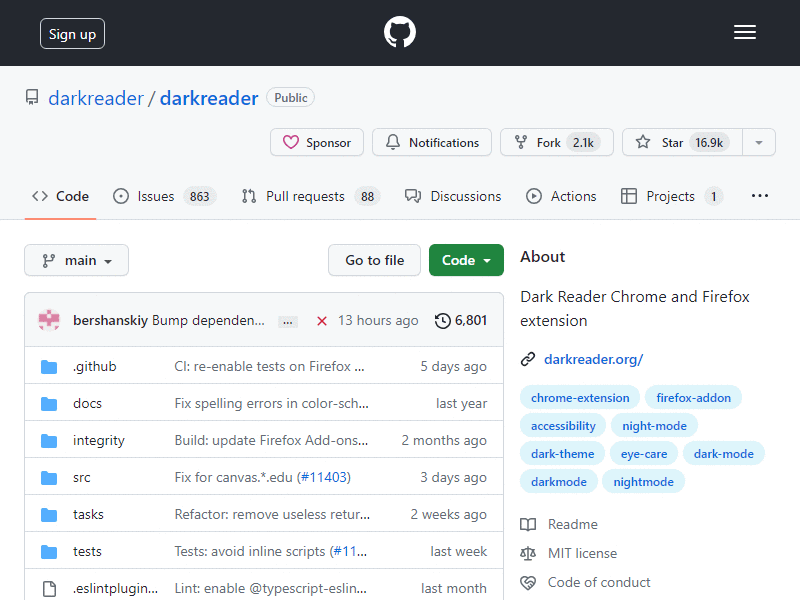 Sign up
darkreader / darkreader Public
Sponsor Notifications Fork 2.1k Star 16.9k
Code Issues 863 Pull requests 88 Discussions Actions Projects 1 ...
main Go to file Code About
Dark Reader Chrome and Firefox
extension
bershanskiy Bump dependen... ... 13 hours ago 6,801
darkreader.org/
.github CI: re-enable tests on Firefox ... 5 days ago
docs Fix spelling errors in color-sch... last year
integrity Build: update Firefox Add-ons... 2 months ago
src Fix for canvas.*.edu (#11403) 3 days ago
tasks Refactor: remove useless retur... 2 weeks ago
tests Tests: avoid inline scripts (#11... last week
.eslintplugin... Lint: enable @typescript-eslin... last month
chrome-extension firefox-addon
accessibility night-mode
dark-theme eye-care dark-mode
darkmode nightmode
Readme
MIT license
Code of conduct